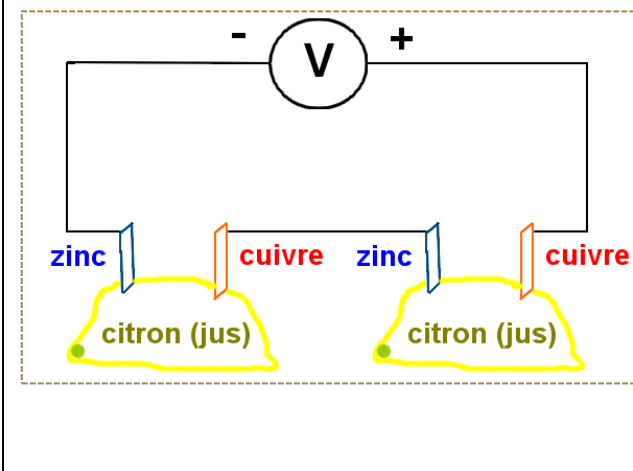 - V +
zinc cuivre zinc cuivre
citron (jus) citron (jus)